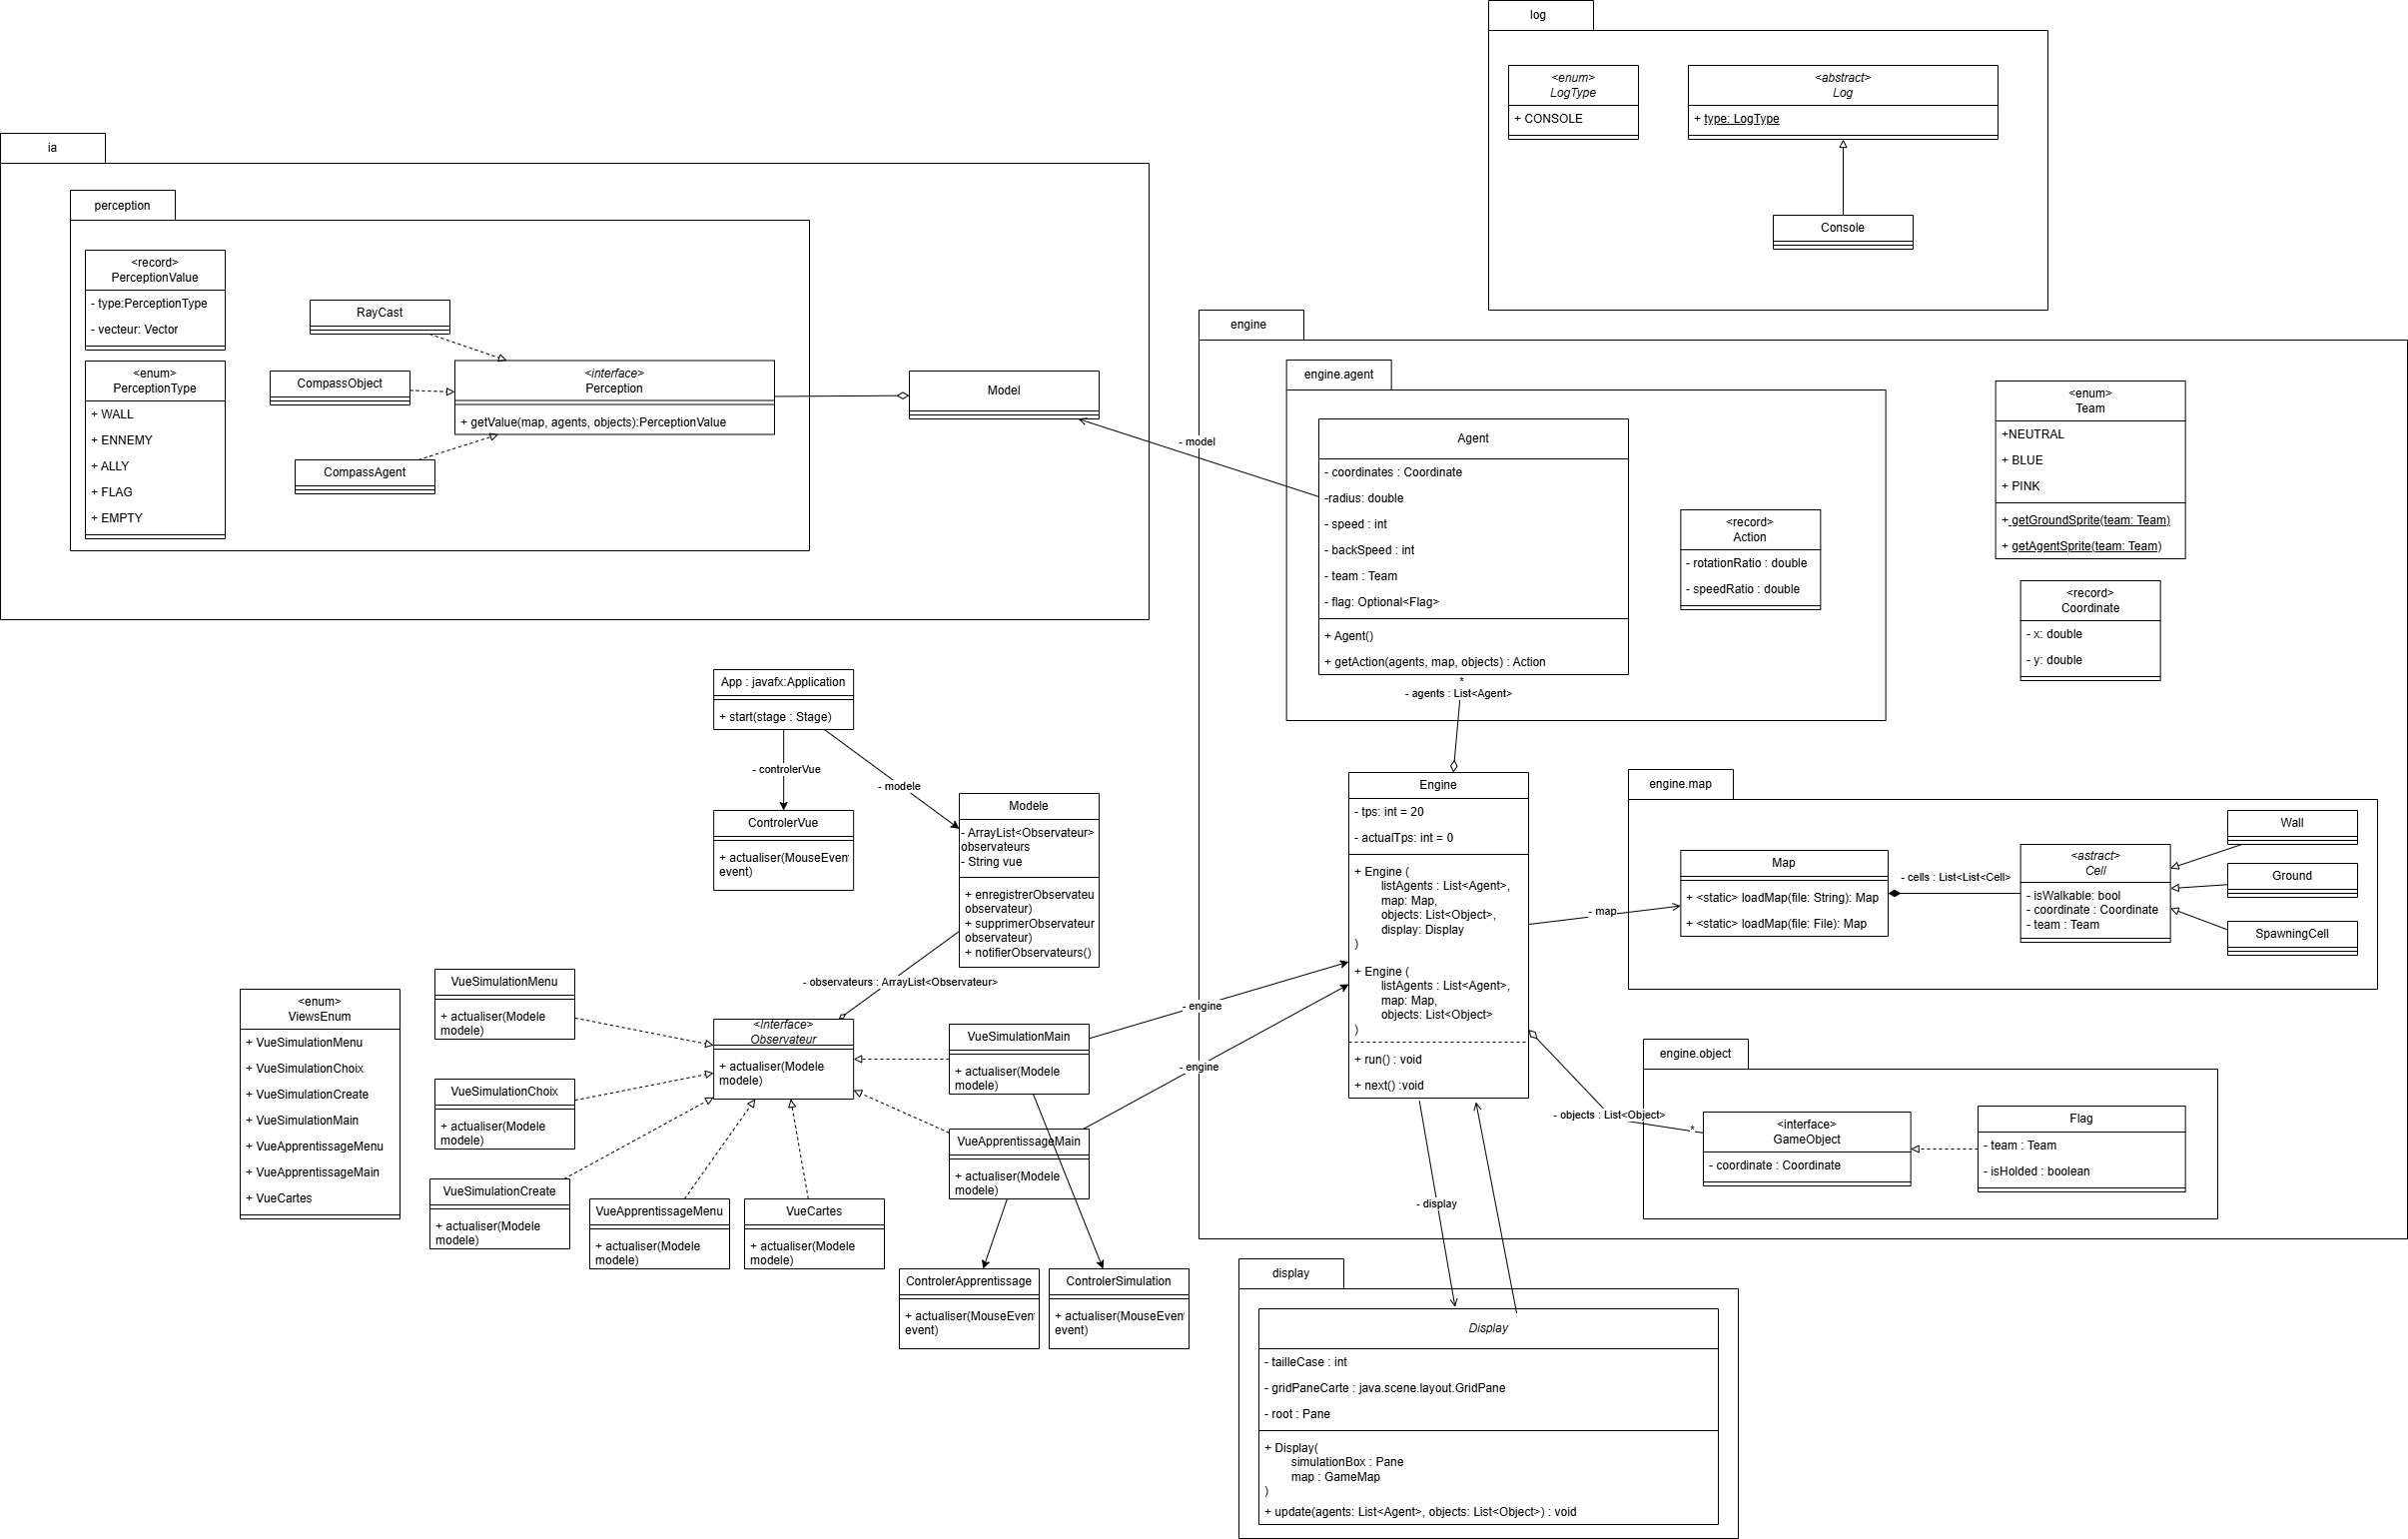 log
<enum>
LogType
+ CONSOLE
<abstract>
Log
+ type: LogType
Console
ia
perception
<record>
PerceptionValue
- type:PerceptionType
- vecteur: Vector
<enum>
PerceptionType
+ WALL
+ ENNEMY
+ ALLY
+ FLAG
+ EMPTY
RayCast
CompassObject
CompassAgent
<interface>
Perception
+ getValue(map, agents, objects):PerceptionValue
Model
- model
engine
engine.agent
Agent
- coordinates : Coordinate
-radius: double
- speed : int
- backSpeed : int
- team : Team
- flag: Optional<Flag>
+ Agent()
+ getAction(agents, map, objects) : Action
<record>
Action
- rotationRatio : double
- speedRatio : double
<enum>
Team
+NEUTRAL
+ BLUE
+ PINK
+ getGroundSprite(team: Team)
+ getAgentSprite(team: Team)
<record>
Coordinate
- x: double
- y: double
*
- agents : List<Agent>
App : javafx:Application
+ start(stage : Stage)
- controlerVue
- modele
ControlerVue
+ actualiser(MouseEvent
event)
Modele
- ArrayList<Observateur>
observateurs
- String vue
+ enregistrerObservateu
observateur)
+ supprimerObservateur
observateur)
+ notifierObservateurs()
- observateurs : ArrayList<Observateur>
Engine
- tps: int = 20
- actualTps: int = 0
+ Engine (
listAgents : List<Agent>,
map: Map,
objects: List<Object>,
display: Display
)
+ Engine (
listAgents : List<Agent>,
map: Map,
objects: List<Object>
)
+ run() : void
+ next() :void
- map
engine.map
Map
+ <static> loadMap(file: String): Map
+ <static> loadMap(file: File): Map
- cells : List<List<Cell>
<astract>
Cell
- isWalkable: bool
- coordinate : Coordinate
- team : Team
Wall
Ground
SpawningCell
<enum>
ViewsEnum
+ VueSimulationMenu
+ VueSimulationChoix
+ VueSimulationCreate
+ VueSimulationMain
+ VueApprentissageMenu
+ VueApprentissageMain
+ VueCartes
VueSimulationMenu
+ actualiser(Modele
modele)
VueSimulationChoix
+ actualiser(Modele
modele)
VueSimulationCreate
+ actualiser(Modele
modele)
<Interface>
Observateur
+ actualiser(Modele
modele)
VueApprentissageMenu
+ actualiser(Modele
modele)
VueCartes
+ actualiser(Modele
modele)
VueSimulationMain
+ actualiser(Modele
modele)
VueApprentissageMain
+ actualiser(Modele
modele)
- engine
- engine
ControlerApprentissage
+ actualiser(MouseEven
event)
ControlerSimulation
+ actualiser(MouseEven
event)
- objects : List<Object>
*
engine.object
<interface>
GameObject
- coordinate : Coordinate
Flag
- team : Team
- isHolded : boolean
- display
display
Display
- tailleCase : int
- gridPaneCarte : java.scene.layout.GridPane
- root : Pane
+ Display(
simulationBox : Pane
map : GameMap
)
+ update(agents: List<Agent>, objects: List<Object>) : void